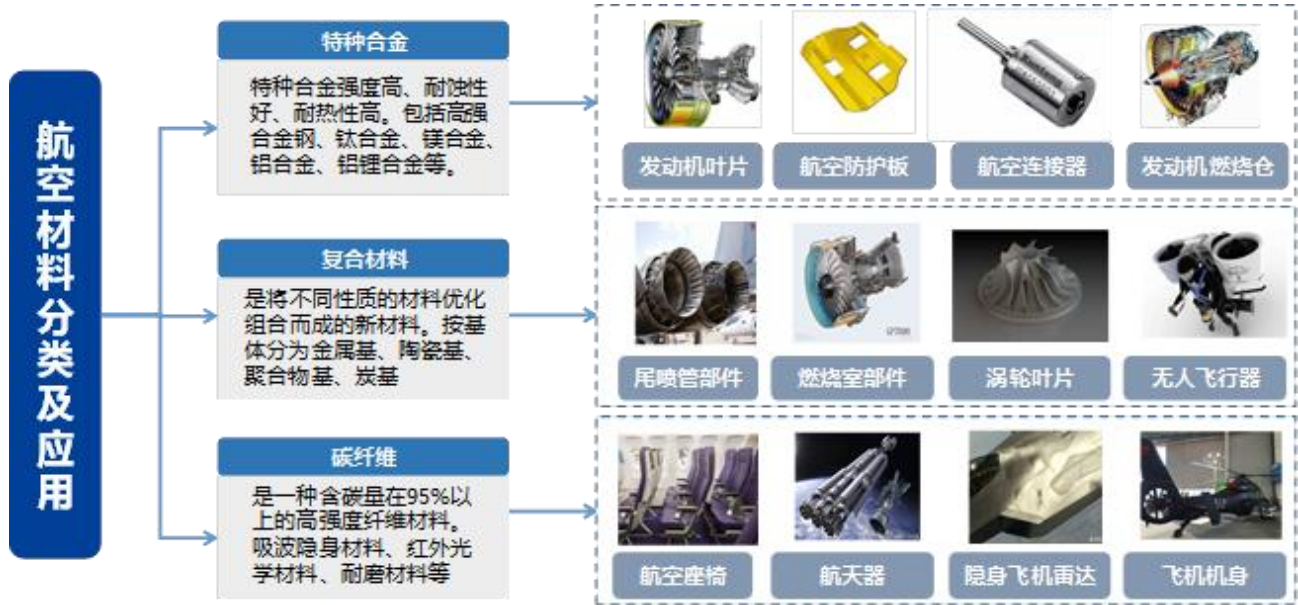 航空材料分类及应用
特种合金
特种合金强度高、耐蚀性
好、耐热性高。包括高强
合金钢、钛合金、镁合金、
铝合金、铝锂合金等。
发动机叶片
航空防护板
航空连接器
发动机燃烧仓
复合材料
是将不同性质的材料优化
组合而成的新材料。按基
体分为金属基、陶瓷基、
聚合物基、炭基
尾喷管部件
燃烧室部件
涡轮叶片
无人飞行器
碳纤维
是一种含碳量在95%以
上的高强度纤维材料。
吸波隐身材料、红外光
学材料、耐磨材料等
航空座椅
航天器
隐身飞机雷达
飞机机身